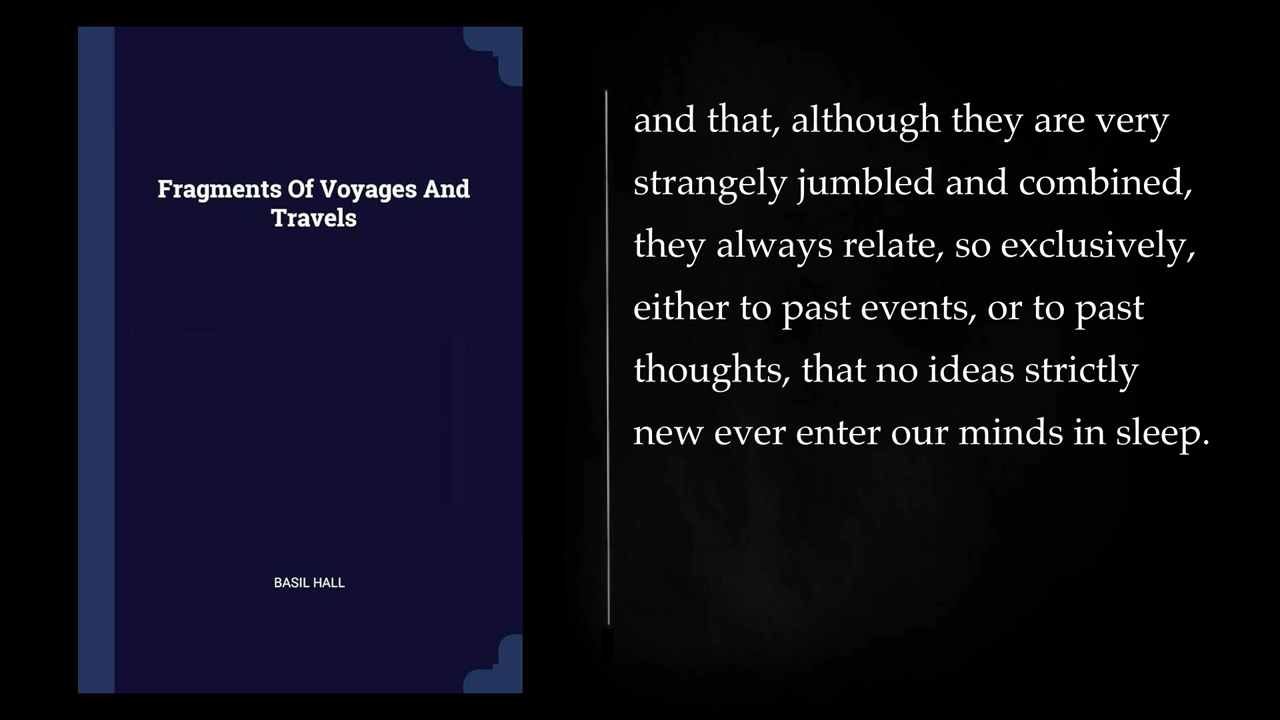 Fragments Of Voyages And
Travels
BASIL HALL
and that, although they are very
strangely jumbled and combined,
they always relate, so exclusively,
either to past events, or to past
thoughts, that no ideas strictly
new ever enter our minds in sleep.